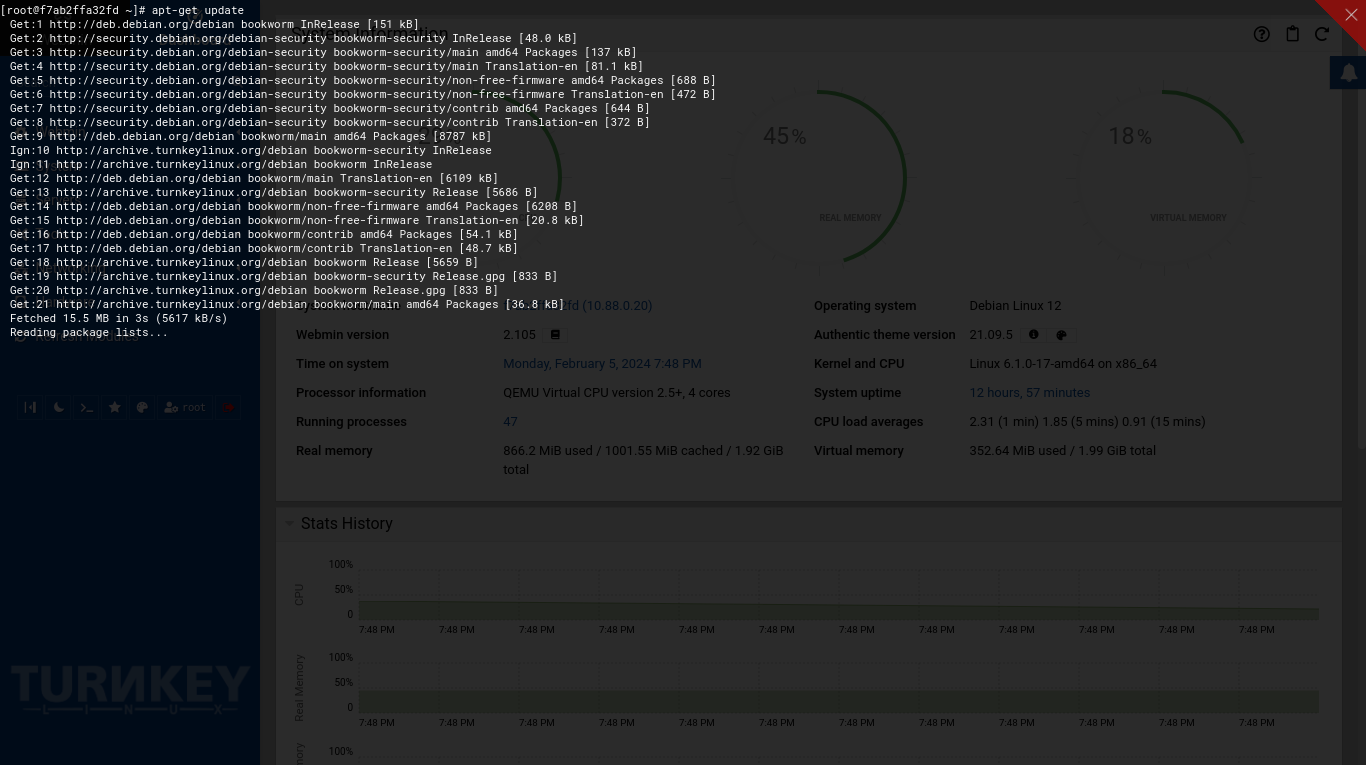 [root@f7ab2ffa32fd ~]# apt-get update
Get:1 http://deb.debian.org/debian bookworm InRelease [151 kB]
Get:2 http://security.debian.org/debian-security bookworm-security InRelease [48.0 kB]
Get:3 http://security.debian.org/debian-security bookworm-security/main amd64 Packages [137 kB]
Get:4 http://security.debian.org/debian-security bookworm-security/main Translation-en [81.1 kB]
Get:5 http://security.debian.org/debian-security bookworm-security/non-free-firmware amd64 Packages [688 B]
Get:6 http://security.debian.org/debian-security bookworm-security/non-free-firmware Translation-en [472 B]
Get:7 http://security.debian.org/debian-security bookworm-security/contrib amd64 Packages [644 B]
Get:8 http://security.debian.org/debian-security bookworm-security/contrib Translation-en [372 B]
Get:9 http://deb.debian.org/debian bookworm/main amd64 Packages [8787 kB]
Ign:10 http://archive.turnkeylinux.org/debian bookworm-security InRelease
Ign:11 http://archive.turnkeylinux.org/debian bookworm InRelease
Get:12 http://deb.debian.org/debian bookworm/main Translation-en [6109 kB]
Get:13 http://archive.turnkeylinux.org/debian bookworm-security Release [5686 B]
Get:14 http://deb.debian.org/debian bookworm/non-free-firmware amd64 Packages [6208 B]
Get:15 http://deb.debian.org/debian bookworm/non-free-firmware Translation-en [20.8 kB]
Get:16 http://deb.debian.org/debian bookworm/contrib amd64 Packages [54.1 kB]
Get:17 http://deb.debian.org/debian bookworm/contrib Translation-en [48.7 kB]
Get:18 http://archive.turnkeylinux.org/debian bookworm Release [5659 B]
Get:19 http://archive.turnkeylinux.org/debian bookworm-security Release.gpg [833 B]
Get:20 http://archive.turnkeylinux.org/debian bookworm Release.gpg [833 B]
Get:21 http://archive.turnkeylinux.org/debian bookworm/main amd64 Packages [36.8 kB]
Fetched 15.5 MB in 3s (5617 kB/s)
Reading package lists...
Refresh Modules
root
TURNKEY
LINUX
System Information
45%
REAL MEMORY
18%
VIRTUAL MEMORY
(10.88.0.20)
Operating system Debian Linux 12
Webmin version 2.105
Authentic theme version 21.09.5
Time on system Monday, February 5, 2024 7:48 PM
Kernel and CPU Linux 6.1.0-17-amd64 on x86_64
Processor information QEMU Virtual CPU version 2.5+, 4 cores
System uptime 12 hours, 57 minutes
Running processes 47
CPU load averages 2.31 (1 min) 1.85 (5 mins) 0.91 (15 mins)
Real memory 866.2 MiB used / 1001.55 MiB cached / 1.92 GiB
total
Virtual memory 352.64 MiB used / 1.99 GiB total
Stats History
CPU
100%
50%
0
7:48 PM 7:48 PM 7:48 PM 7:48 PM 7:48 PM 7:48 PM 7:48 PM 7:48 PM 7:48 PM 7:48 PM 7:48 PM 7:48 PM
Real Memory
100%
50%
0
7:48 PM 7:48 PM 7:48 PM 7:48 PM 7:48 PM 7:48 PM 7:48 PM 7:48 PM 7:48 PM 7:48 PM 7:48 PM 7:48 PM
100%